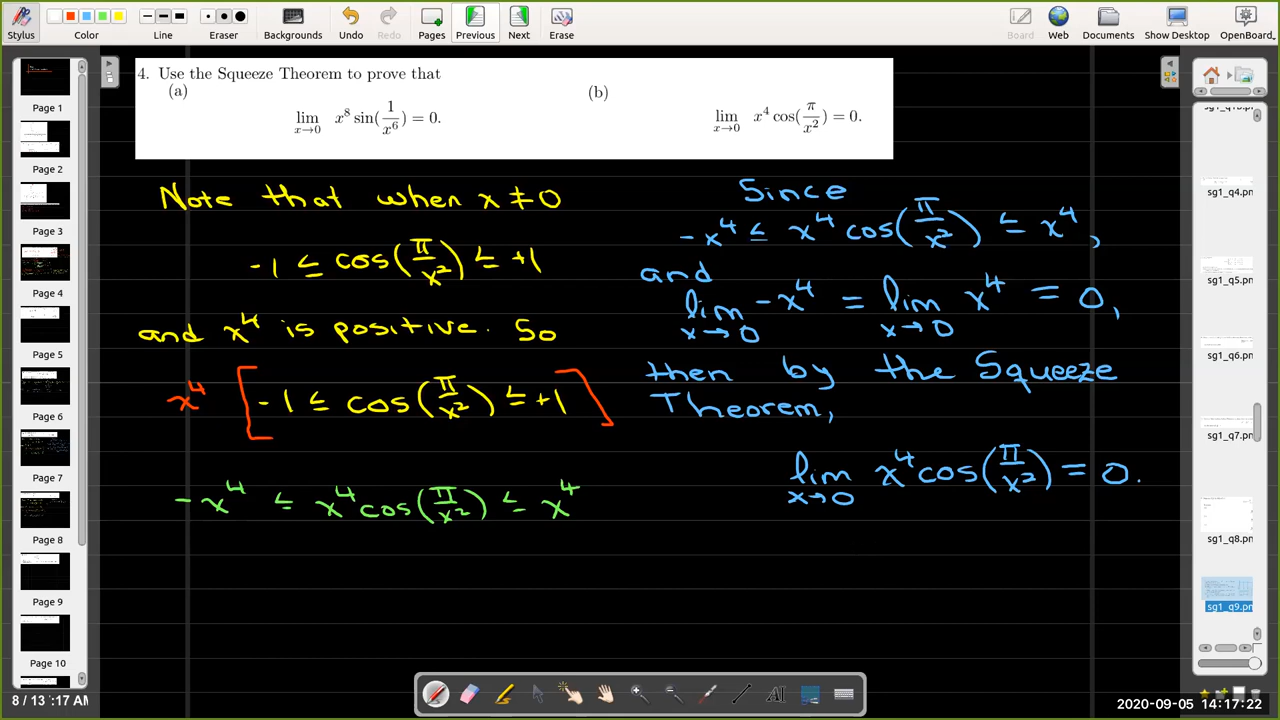 Stylus
Color
Line
Eraser
Backgrounds
Undo
Redo
Pages
Previous
Next
Erase
Board
Web
Documents
Show Desktop
OpenBoard
4. Use the Squeeze Theorem to prove that
(a)
lim x→0 x^8 sin(1/x^6) = 0.
(b)
lim x→0 x^4 cos(π/x^2) = 0.
Note that when x ≠ 0
-1 ≤ cos(π/x^2) ≤ +1
and x^4 is positive. So
x^4 [-1 ≤ cos(π/x^2) ≤ +1]
-x^4 ≤ x^4 cos(π/x^2) ≤ x^4
Since
-x^4 ≤ x^4 cos(π/x^2) ≤ x^4,
and
lim x→0 -x^4 = lim x→0 x^4 = 0,
then by the Squeeze
Theorem,
lim x→0 x^4 cos(π/x^2) = 0.
Page 1
Page 2
Page 3
Page 4
Page 5
Page 6
Page 7
Page 8
Page 9
Page 10
8 / 13
:17 AM
sg1_q4.pn
sg1_q5.pn
sg1_q6.pn
sg1_q7.pn
sg1_q8.pn
sg1_q9.pn
AI
2020-09-05 14:17:22